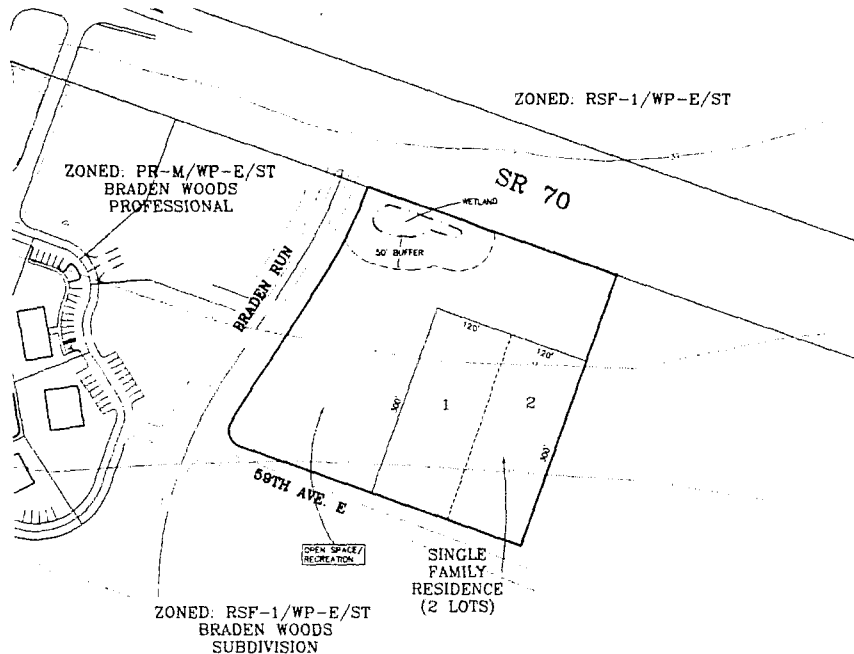 ZONED: RSF-1/WP-E/ST
SR 70
ZONED: PR-M/WP-E/ST
BRADEN WOODS
PROFESSIONAL
WETLAND
50' BUFFER
BRADEN RUN
120'
120'
300'
1
2
300'
59TH AVE. E
OPEN SPACE/
RECREATION
SINGLE
FAMILY
RESIDENCE
(2 LOTS)
ZONED: RSF-1/WP-E/ST
BRADEN WOODS
SUBDIVISION